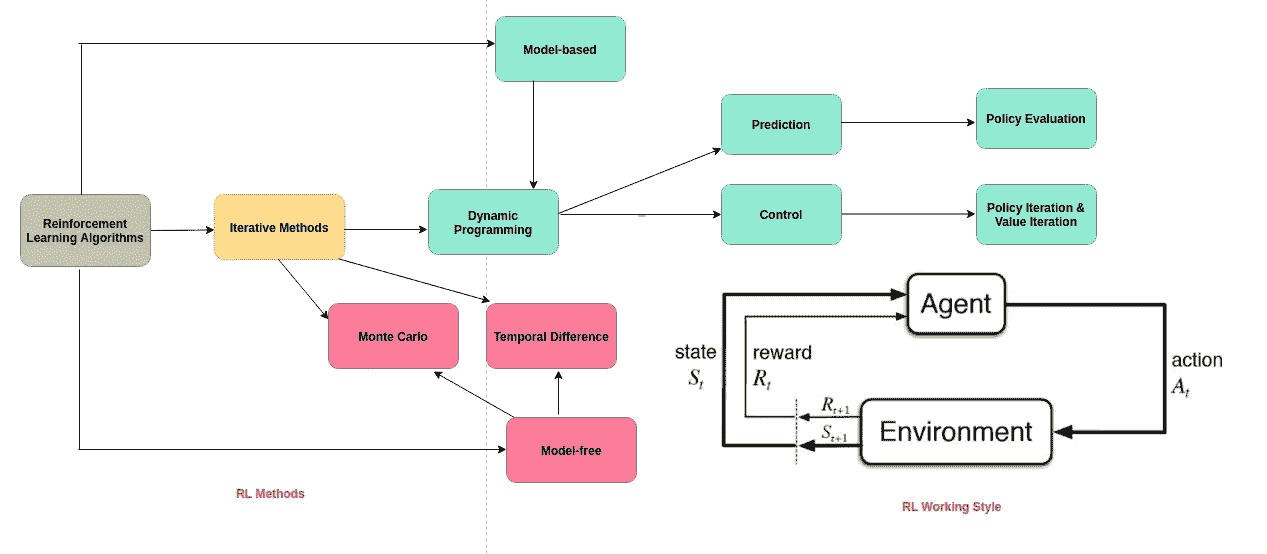 Model-based
Prediction
Policy Evaluation
Reinforcement
Learning Algorithms
Iterative Methods
Dynamic
Programming
Control
Policy Iteration &
Value Iteration
Monte Carlo
Temporal Difference
Model-free
RL Methods
Agent
state
S_t
reward
R_t
action
A_t
R_{t+1}
S_{t+1}
Environment
RL Working Style